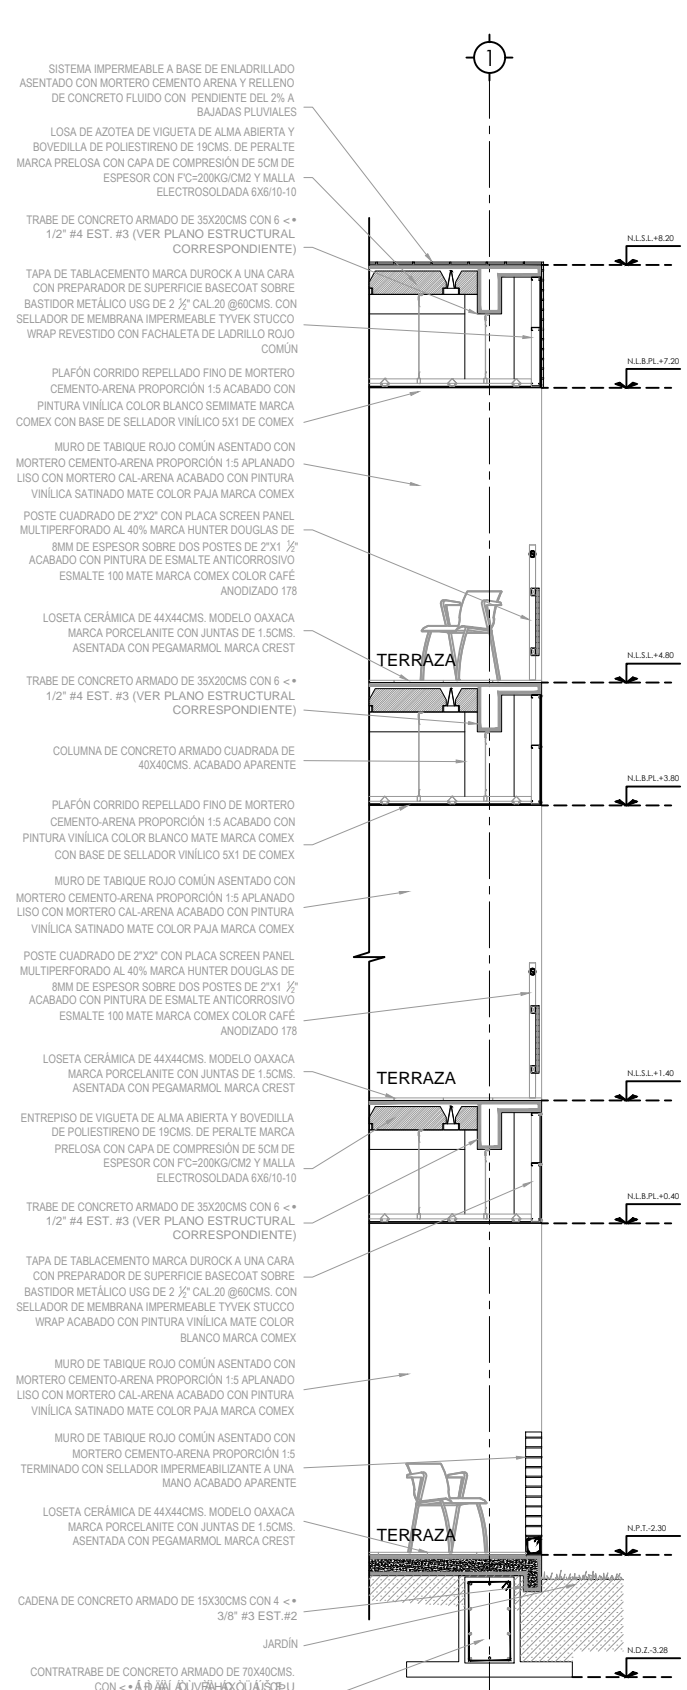 1
SISTEMA IMPERMEABLE A BASE DE ENLADRILLADO
ASENTADO CON MORTERO CEMENTO ARENA Y RELLENO
DE CONCRETO FLUIDO CON PENDIENTE DEL 2% A
BAJADAS PLUVIALES
LOSA DE AZOTEA DE VIGUETA DE ALMA ABIERTA Y
BOVEDILLA DE POLIESTIRENO DE 19CMS. DE PERALTE
MARCA PRELOSA CON CAPA DE COMPRESIÓN DE 5CM DE
ESPESOR CON F'C=200KG/CM2 Y MALLA
ELECTROSOLDADA 6X6/10-10
TRABE DE CONCRETO ARMADO DE 35X20CMS CON 6 <•
1/2" #4 EST. #3 (VER PLANO ESTRUCTURAL
CORRESPONDIENTE)
N.L.S.L.+8.20
TAPA DE TABLACEMENTO MARCA DUROCK A UNA CARA
CON PREPARADOR DE SUPERFICIE BASECOAT SOBRE
BASTIDOR METÁLICO USG DE 2 ½" CAL.20 @60CMS. CON
SELLADOR DE MEMBRANA IMPERMEABLE TYVEK STUCCO
WRAP REVESTIDO CON FACHALETA DE LADRILLO ROJO
COMÚN
N.L.B.PL.+7.20
PLAFÓN CORRIDO REPELLADO FINO DE MORTERO
CEMENTO-ARENA PROPORCIÓN 1:5 ACABADO CON
PINTURA VINÍLICA COLOR BLANCO SEMIMATE MARCA
COMEX CON BASE DE SELLADOR VINÍLICO 5X1 DE COMEX
MURO DE TABIQUE ROJO COMÚN ASENTADO CON
MORTERO CEMENTO-ARENA PROPORCIÓN 1:5 APLANADO
LISO CON MORTERO CAL-ARENA ACABADO CON PINTURA
VINÍLICA SATINADO MATE COLOR PAJA MARCA COMEX
POSTE CUADRADO DE 2"X2" CON PLACA SCREEN PANEL
MULTIPERFORADO AL 40% MARCA HUNTER DOUGLAS DE
8MM DE ESPESOR SOBRE DOS POSTES DE 2"X1 ½"
ACABADO CON PINTURA DE ESMALTE ANTICORROSIVO
ESMALTE 100 MATE MARCA COMEX COLOR CAFÉ
ANODIZADO 178
LOSETA CERÁMICA DE 44X44CMS. MODELO OAXACA
MARCA PORCELANITE CON JUNTAS DE 1.5CMS.
ASENTADA CON PEGAMARMOL MARCA CREST
TERRAZA
N.L.S.L.+4.80
TRABE DE CONCRETO ARMADO DE 35X20CMS CON 6 <•
1/2" #4 EST. #3 (VER PLANO ESTRUCTURAL
CORRESPONDIENTE)
COLUMNA DE CONCRETO ARMADO CUADRADA DE
40X40CMS. ACABADO APARENTE
N.L.B.PL.+3.80
PLAFÓN CORRIDO REPELLADO FINO DE MORTERO
CEMENTO-ARENA PROPORCIÓN 1:5 ACABADO CON
PINTURA VINÍLICA COLOR BLANCO MATE MARCA COMEX
CON BASE DE SELLADOR VINÍLICO 5X1 DE COMEX
MURO DE TABIQUE ROJO COMÚN ASENTADO CON
MORTERO CEMENTO-ARENA PROPORCIÓN 1:5 APLANADO
LISO CON MORTERO CAL-ARENA ACABADO CON PINTURA
VINÍLICA SATINADO MATE COLOR PAJA MARCA COMEX
POSTE CUADRADO DE 2"X2" CON PLACA SCREEN PANEL
MULTIPERFORADO AL 40% MARCA HUNTER DOUGLAS DE
8MM DE ESPESOR SOBRE DOS POSTES DE 2"X1 ½"
ACABADO CON PINTURA DE ESMALTE ANTICORROSIVO
ESMALTE 100 MATE MARCA COMEX COLOR CAFÉ
ANODIZADO 178
LOSETA CERÁMICA DE 44X44CMS. MODELO OAXACA
MARCA PORCELANITE CON JUNTAS DE 1.5CMS.
ASENTADA CON PEGAMARMOL MARCA CREST
TERRAZA
N.L.S.L.+1.40
ENTREPISO DE VIGUETA DE ALMA ABIERTA Y BOVEDILLA
DE POLIESTIRENO DE 19CMS. DE PERALTE MARCA
PRELOSA CON CAPA DE COMPRESIÓN DE 5CM DE
ESPESOR CON F'C=200KG/CM2 Y MALLA
ELECTROSOLDADA 6X6/10-10
TRABE DE CONCRETO ARMADO DE 35X20CMS CON 6 <•
1/2" #4 EST. #3 (VER PLANO ESTRUCTURAL
CORRESPONDIENTE)
N.L.B.PL.+0.40
TAPA DE TABLACEMENTO MARCA DUROCK A UNA CARA
CON PREPARADOR DE SUPERFICIE BASECOAT SOBRE
BASTIDOR METÁLICO USG DE 2 ½" CAL.20 @60CMS. CON
SELLADOR DE MEMBRANA IMPERMEABLE TYVEK STUCCO
WRAP ACABADO CON PINTURA VINÍLICA MATE COLOR
BLANCO MARCA COMEX
MURO DE TABIQUE ROJO COMÚN ASENTADO CON
MORTERO CEMENTO-ARENA PROPORCIÓN 1:5 APLANADO
LISO CON MORTERO CAL-ARENA ACABADO CON PINTURA
VINÍLICA SATINADO MATE COLOR PAJA MARCA COMEX
MURO DE TABIQUE ROJO COMÚN ASENTADO CON
MORTERO CEMENTO-ARENA PROPORCIÓN 1:5
TERMINADO CON SELLADOR IMPERMEABILIZANTE A UNA
MANO ACABADO APARENTE
LOSETA CERÁMICA DE 44X44CMS. MODELO OAXACA
MARCA PORCELANITE CON JUNTAS DE 1.5CMS.
ASENTADA CON PEGAMARMOL MARCA CREST
TERRAZA
N.P.T.-2.30
CADENA DE CONCRETO ARMADO DE 15X30CMS CON 4 <•
3/8" #3 EST.#2
JARDÍN
N.D.Z.-3.28
CONTRATRABE DE CONCRETO ARMADO DE 70X40CMS.
CON <•